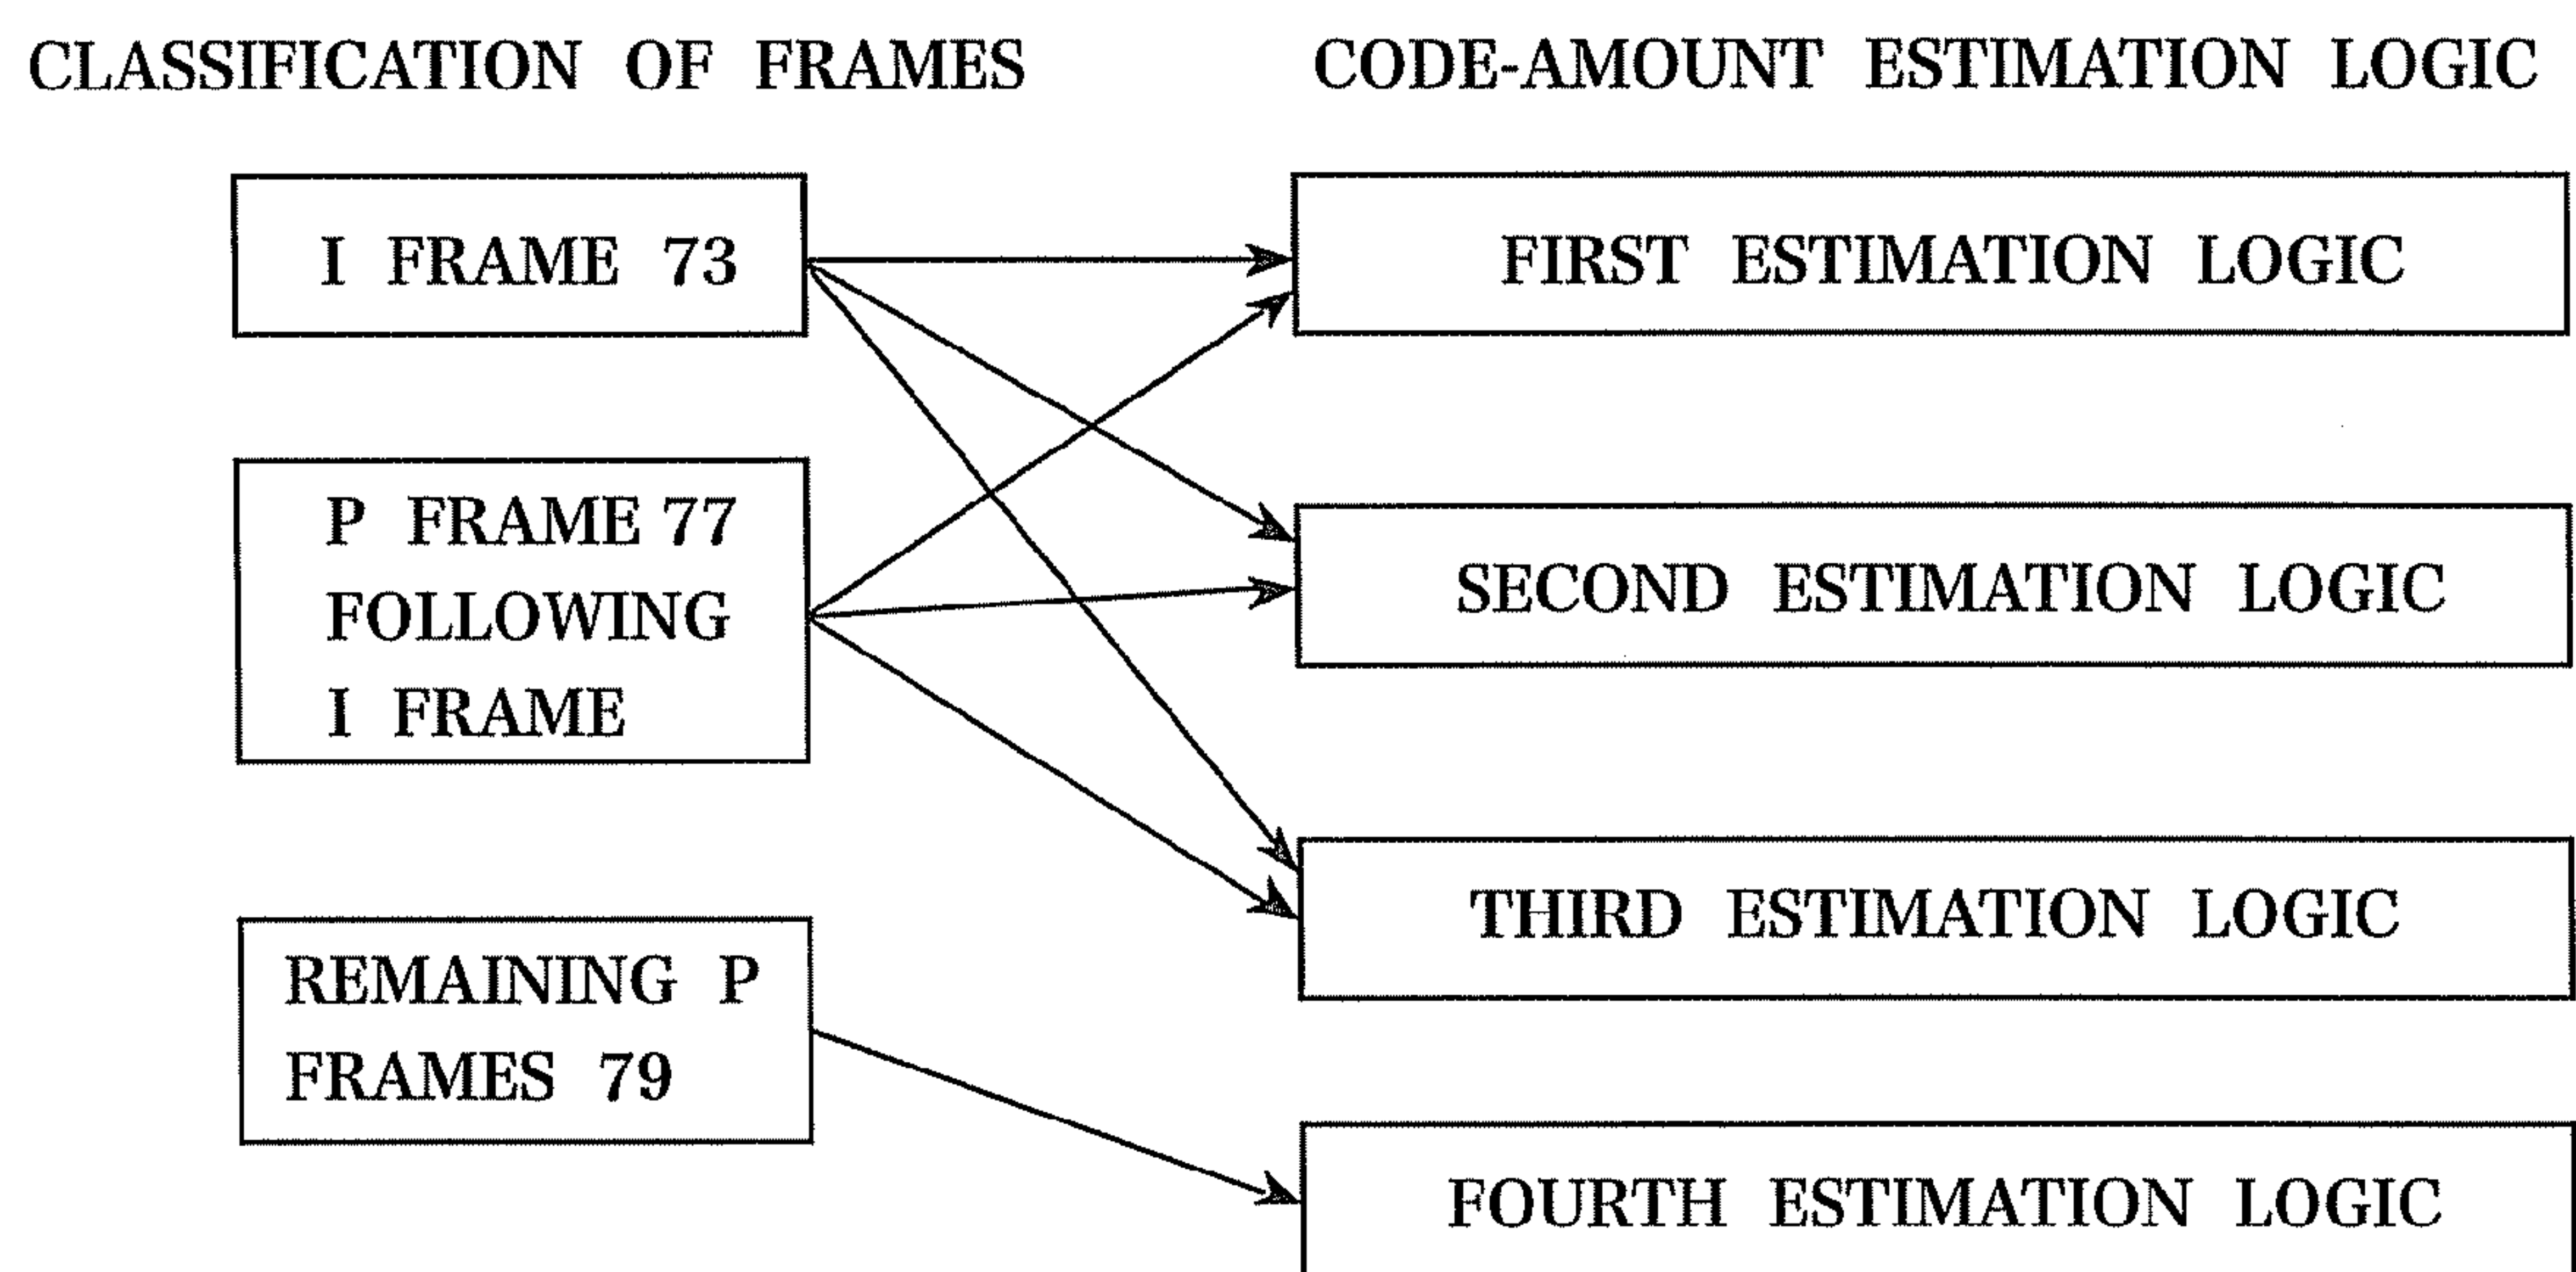 CLASSIFICATION OF FRAMES
CODE-AMOUNT ESTIMATION LOGIC
I FRAME 73
FIRST ESTIMATION LOGIC
P FRAME 77
FOLLOWING
I FRAME
SECOND ESTIMATION LOGIC
THIRD ESTIMATION LOGIC
REMAINING P
FRAMES 79
FOURTH ESTIMATION LOGIC